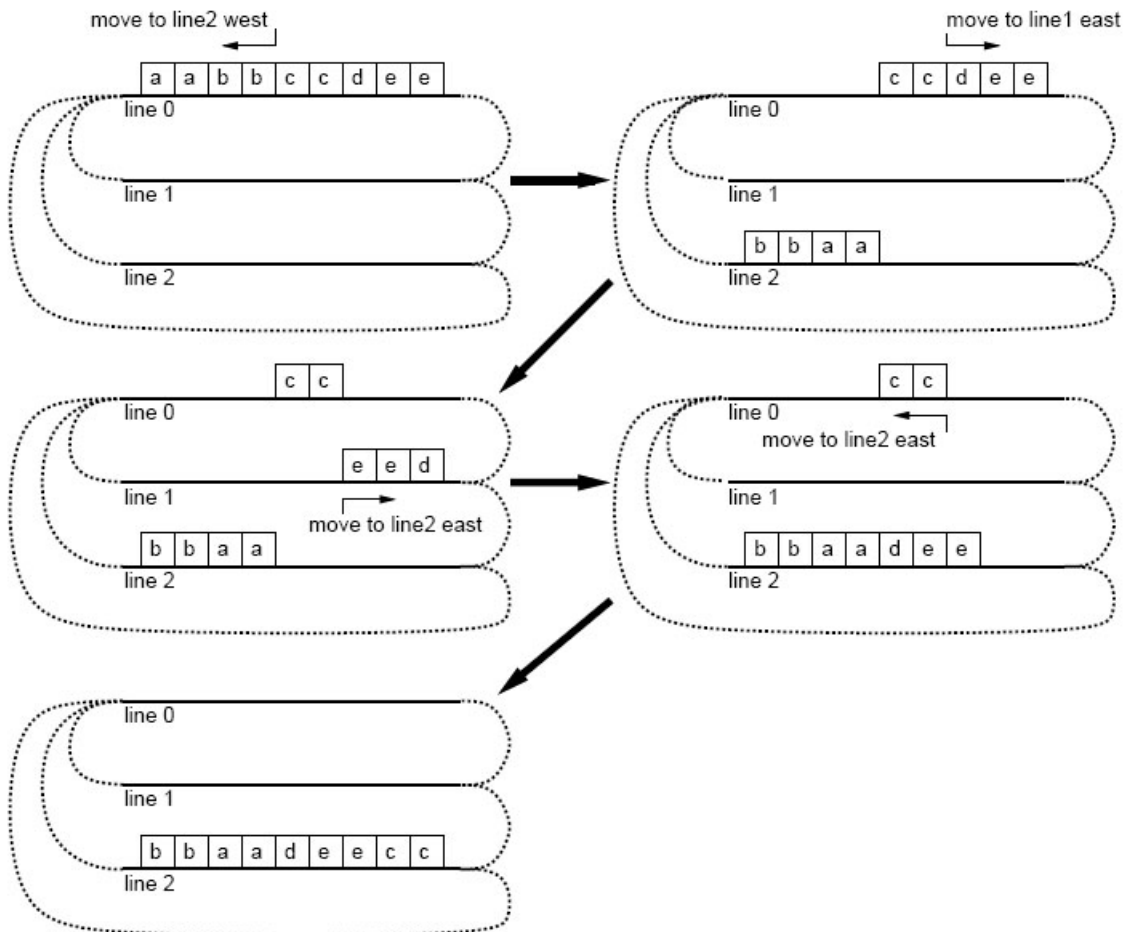 move to line2 west
a a b b c c d e e
line 0
line 1
line 2
move to line1 east
c c d e e
line 0
line 1
b b a a
line 2
c c
line 0
e e d
line 1
move to line2 east
b b a a
line 2
c c
line 0
move to line2 east
line 1
b b a a d e e
line 2
line 0
line 1
b b a a d e e c c
line 2